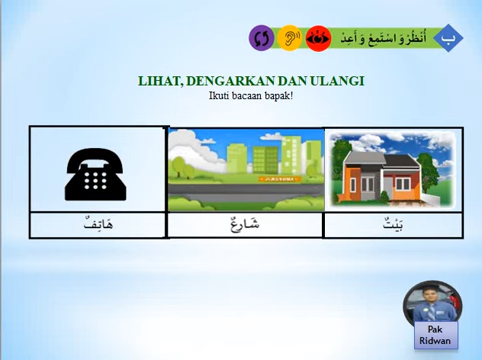 ب
أُنْظُرْ وَ اسْتَمِعْ وَ أَعِدْ
LIHAT, DENGARKAN DAN ULANGI
Ikuti bacaan bapak!
بَيْتٌ
شَارِعٌ
هَاتِفٌ
Pak
Ridwan